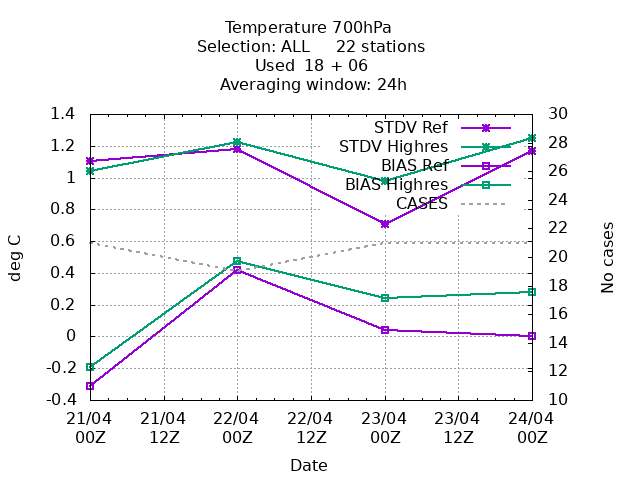 Temperature 700hPa
Selection: ALL     22 stations
Used  18 + 06
Averaging window: 24h
1.4
1.2
1
0.8
0.6
0.4
0.2
0
-0.2
-0.4
deg C
30
28
26
24
22
20
18
16
14
12
10
No cases
STDV Ref
STDV Highres
BIAS Ref
BIAS Highres
CASES
21/04 21/04 22/04 22/04 23/04 23/04 24/04
00Z 12Z 00Z 12Z 00Z 12Z 00Z
Date